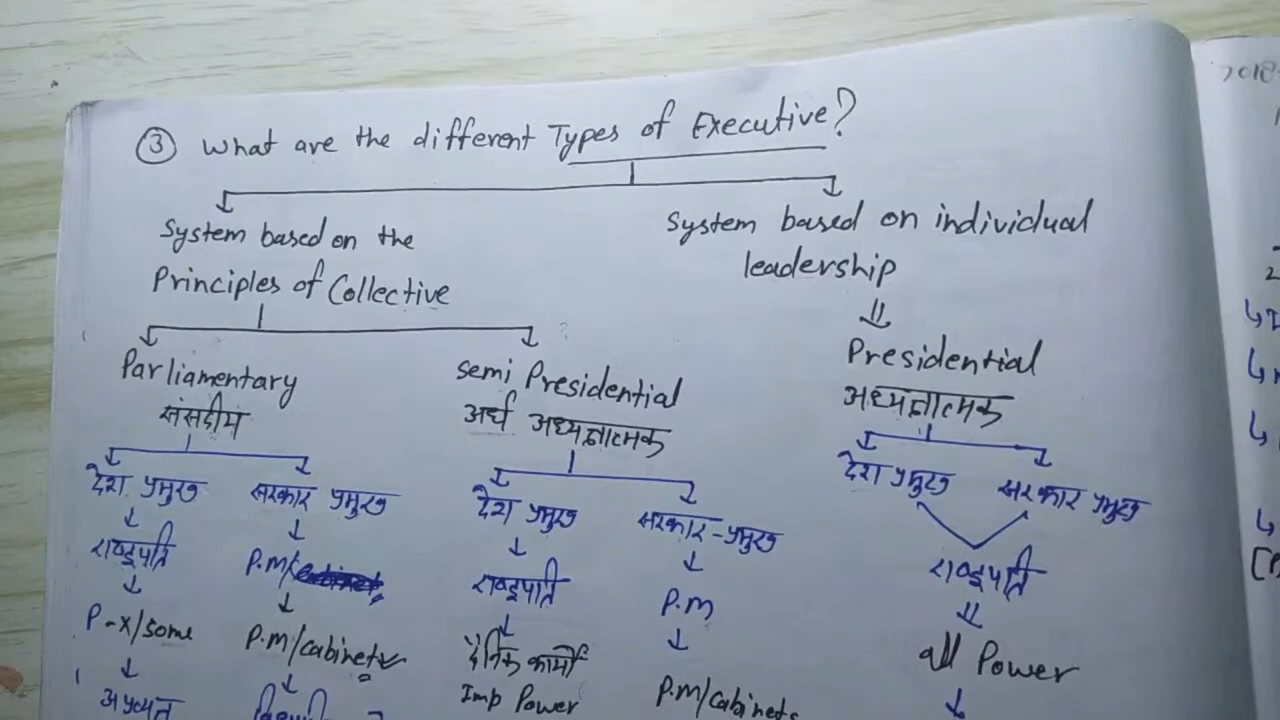 ③ What are the different Types of Executive?
System based on the
Principles of Collective
System based on individual
leadership
Parliamentary
संसदीय
semi Presidential
अर्ध अध्यक्षात्मक
Presidential
अध्यक्षात्मक
देश प्रमुख
सरकार प्रमुख
देश प्रमुख
सरकार-प्रमुख
देश प्रमुख
सरकार प्रमुख
राष्ट्रपति
P.M/
राष्ट्रपति
P.M
राष्ट्रपति
P-x/some
P.M/cabinet
दैनिक कार्यो
Imp Power
P.M/cabinets
all Power
2018